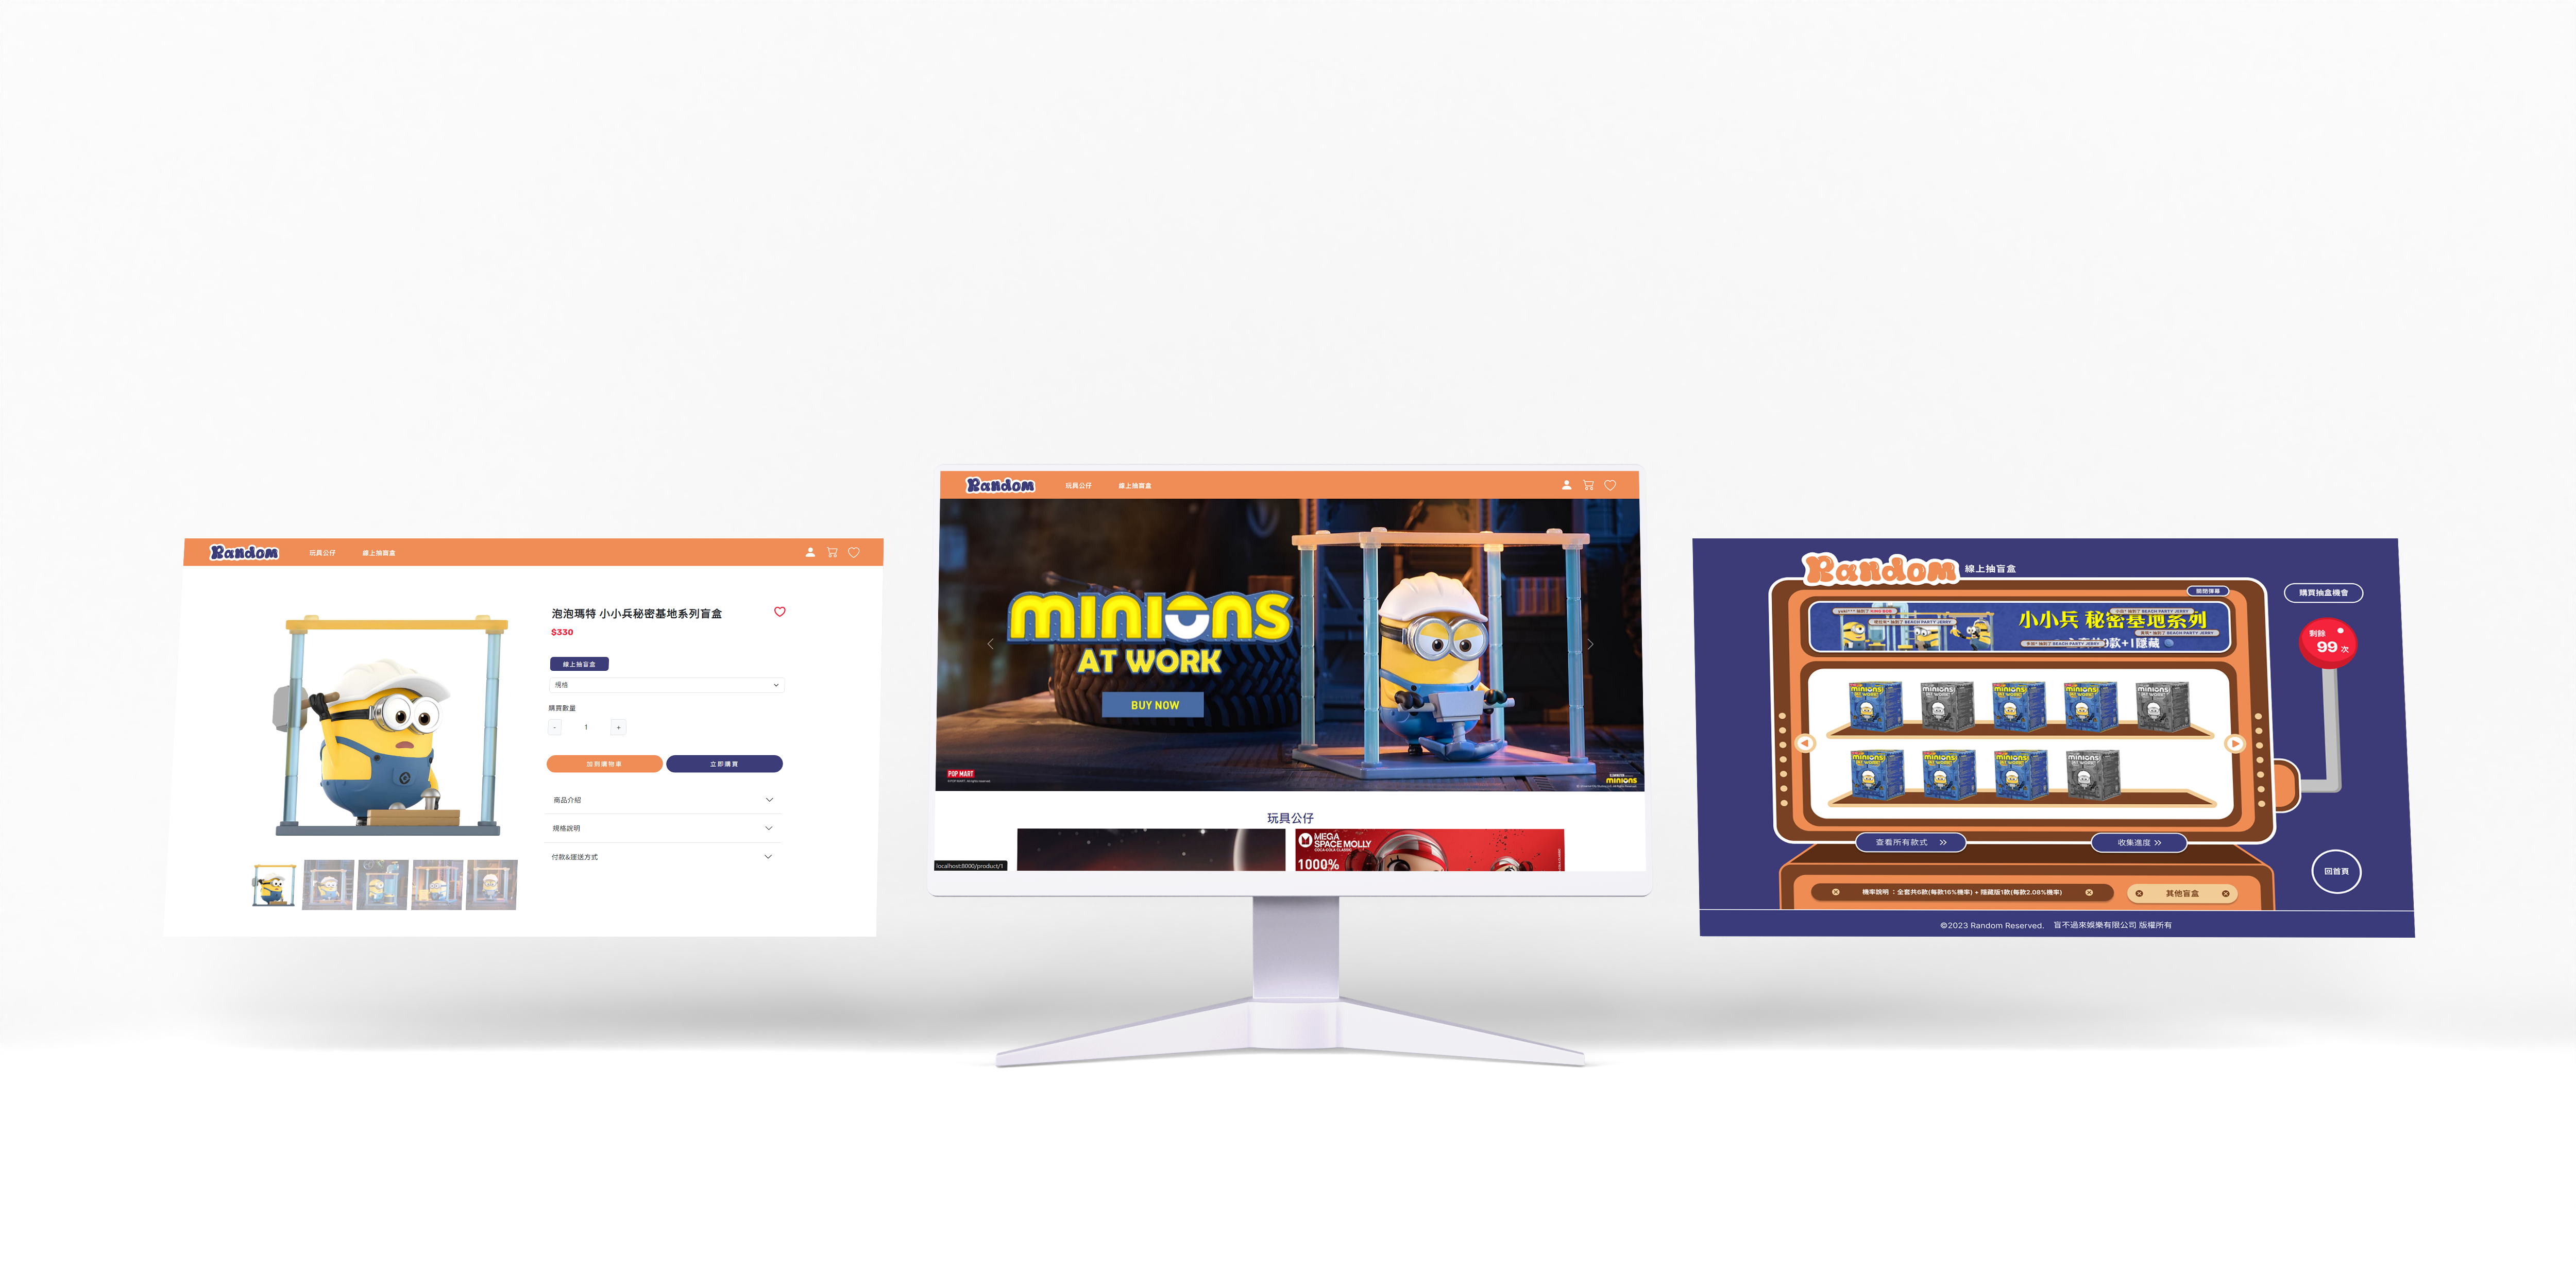 Random
玩具公仔
線上抽盲盒
泡泡瑪特 小小兵秘密基地系列盲盒
$330
線上抽盲盒
規格
購買數量
- 1 +
加到購物車
立即購買
商品介紹
規格說明
付款&運送方式
Random
玩具公仔
線上抽盲盒
minions
AT WORK
BUY NOW
POP MART
minions
玩具公仔
MEGA
SPACE MOLLY
COCA-COLA CLASSIC
1000%
localhost:8000/product/1
Random
線上抽盲盒
關閉彈幕
購買抽盒機會
小小兵 秘密基地系列
款+1隱藏
剩餘
99 次
查看所有款式 >>
收集進度 >>
機率說明 : 全套共6款(每款16%機率) + 隱藏版1款(每款2.08%機率)
其他盲盒
回首頁
©2023 Random Reserved. 盲不過來娛樂有限公司 版權所有